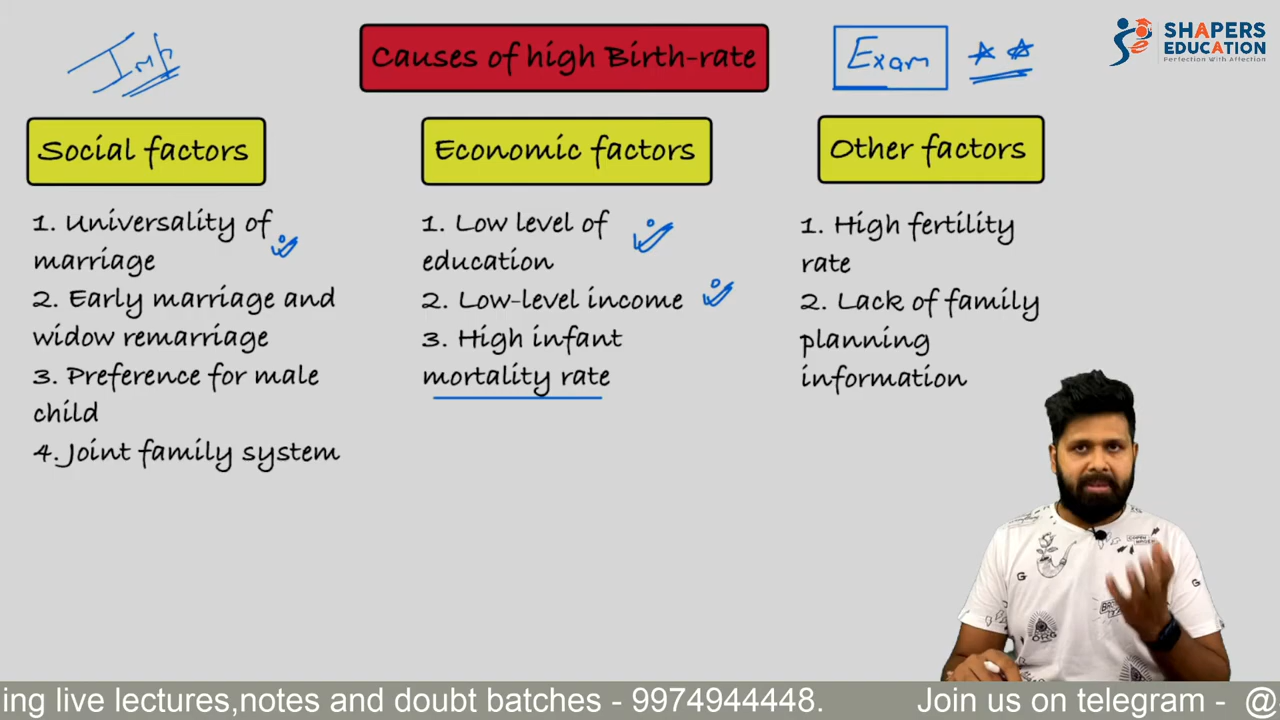 Imp
Causes of high Birth-rate
Exam
SHAPERS
EDUCATION
Perfection With Affection
Social factors
1. Universality of
marriage
2. Early marriage and
widow remarriage
3. Preference for male
child
4. Joint family system
Economic factors
1. Low level of
education
2. Low-level income
3. High infant
mortality rate
Other factors
1. High fertility
rate
2. Lack of family
planning
information
ing live lectures,notes and doubt batches - 9974944448. Join us on telegram - @